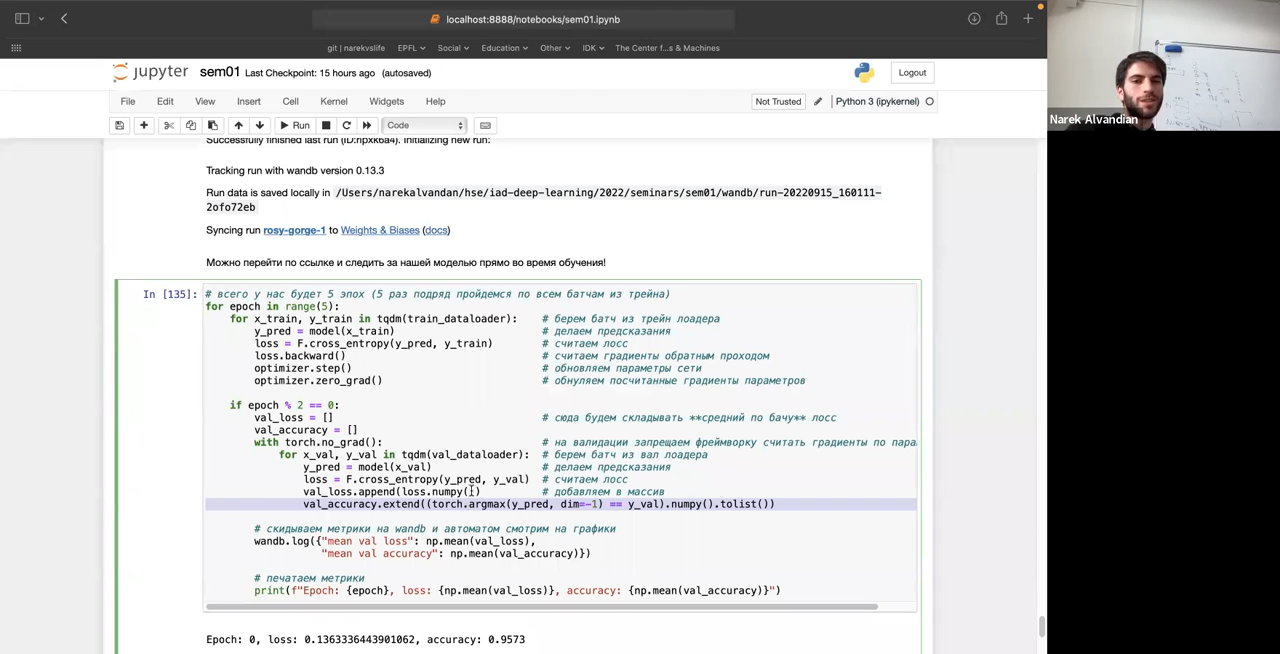 localhost:8888/notebooks/sem01.ipynb
git | narekvslife EPFL Social Education Other IDK The Center f...s & Machines
jupyter sem01 Last Checkpoint: 15 hours ago (autosaved)
Logout
File Edit View Insert Cell Kernel Widgets Help
Not Trusted Python 3 (ipykernel)
Run Code
Narek Alvandian
Successfully finished last run (ID:npxk6a4). Initializing new run:
Tracking run with wandb version 0.13.3
Run data is saved locally in /Users/narekalvandan/hse/iad-deep-learning/2022/seminars/sem01/wandb/run-20220915_160111-
2ofo72eb
Syncing run rosy-gorge-1 to Weights & Biases (docs)
Можно перейти по ссылке и следить за нашей моделью прямо во время обучения!
In [135]: # всего у нас будет 5 эпох (5 раз подряд пройдемся по всем батчам из трейна)
for epoch in range(5):
for x_train, y_train in tqdm(train_dataloader): # берем батч из трейн лоадера
y_pred = model(x_train) # делаем предсказания
loss = F.cross_entropy(y_pred, y_train) # считаем лосс
loss.backward() # считаем градиенты обратным проходом
optimizer.step() # обновляем параметры сети
optimizer.zero_grad() # обнуляем посчитанные градиенты параметров
if epoch % 2 == 0:
val_loss = [] # сюда будем складывать **средний по бачу** лосс
val_accuracy = []
with torch.no_grad(): # на валидации запрещаем фреймворку считать градиенты по пара
for x_val, y_val in tqdm(val_dataloader): # берем батч из вал лоадера
y_pred = model(x_val) # делаем предсказания
loss = F.cross_entropy(y_pred, y_val) # считаем лосс
val_loss.append(loss.numpy()) # добавляем в массив
val_accuracy.extend((torch.argmax(y_pred, dim=-1) == y_val).numpy().tolist())
# скидываем метрики на wandb и автоматом смотрим на графики
wandb.log({"mean val loss": np.mean(val_loss),
"mean val accuracy": np.mean(val_accuracy)})
# печатаем метрики
print(f"Epoch: {epoch}, loss: {np.mean(val_loss)}, accuracy: {np.mean(val_accuracy)}")
Epoch: 0, loss: 0.1363336443901062, accuracy: 0.9573